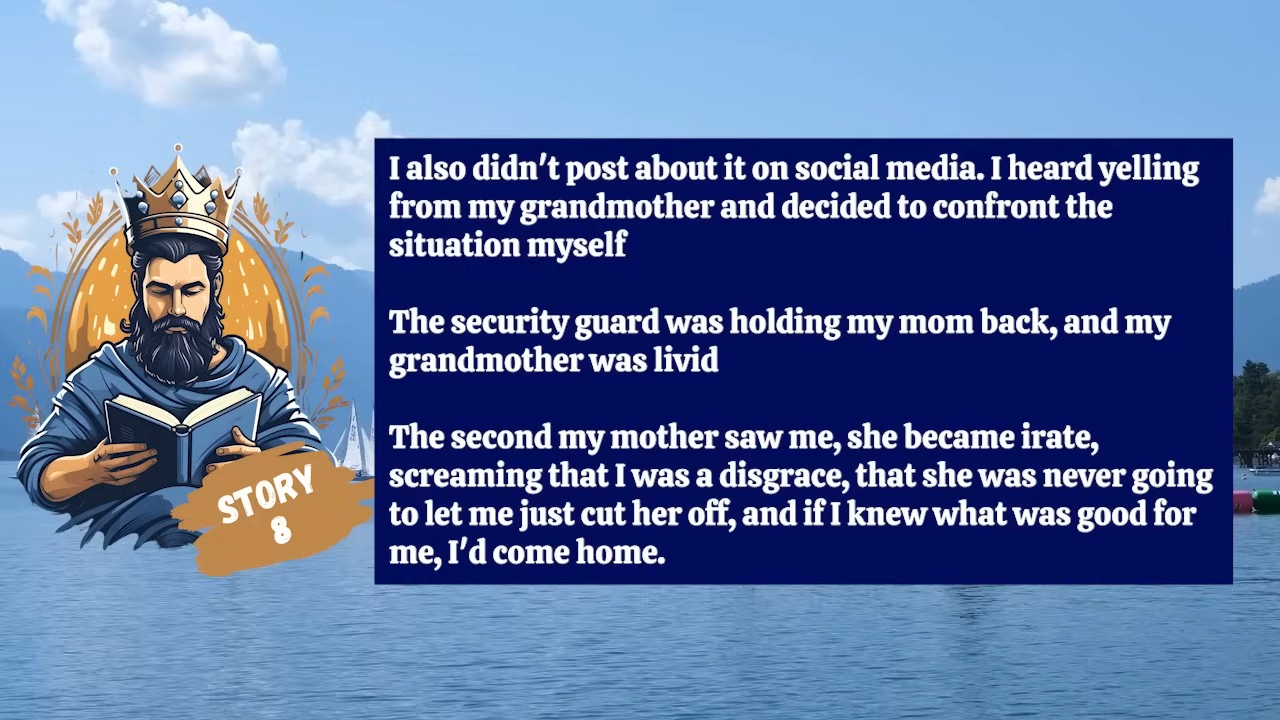 I also didn't post about it on social media. I heard yelling
from my grandmother and decided to confront the
situation myself
The security guard was holding my mom back, and my
grandmother was livid
The second my mother saw me, she became irate,
screaming that I was a disgrace, that she was never going
to let me just cut her off, and if I knew what was good for
me, I'd come home.
STORY
8